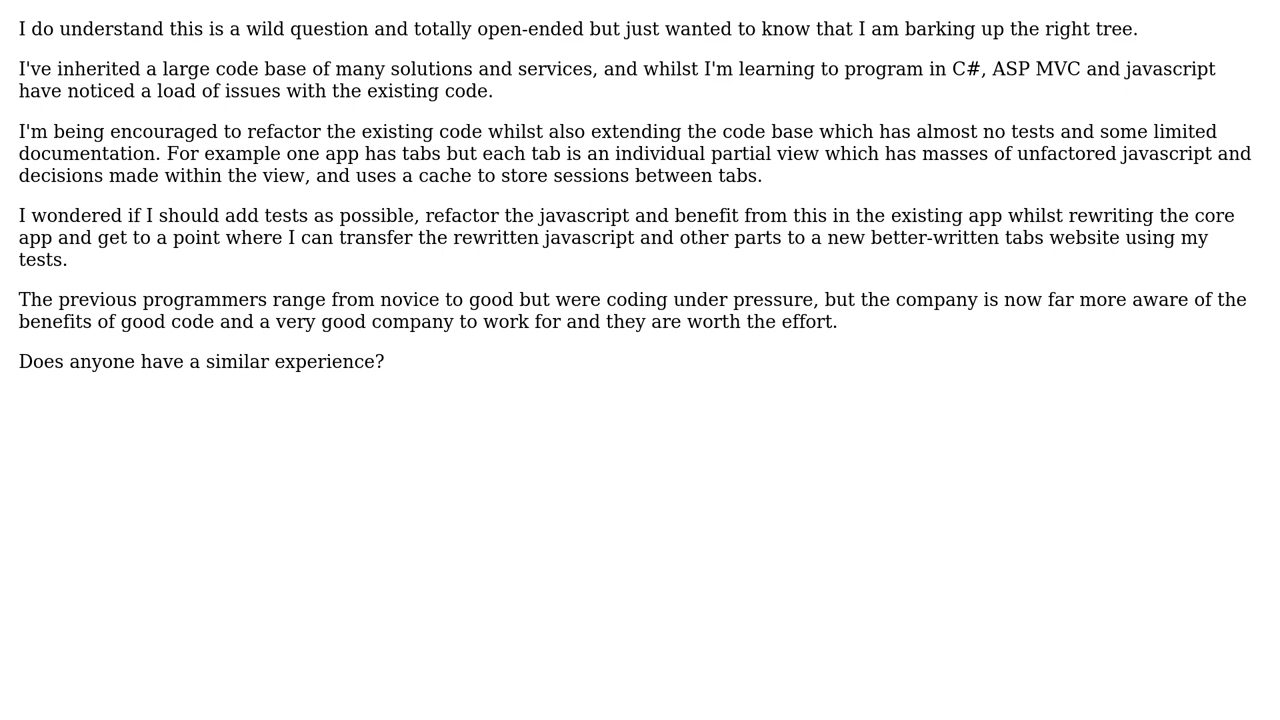 I do understand this is a wild question and totally open-ended but just wanted to know that I am barking up the right tree.
I've inherited a large code base of many solutions and services, and whilst I'm learning to program in C#, ASP MVC and javascript
have noticed a load of issues with the existing code.
I'm being encouraged to refactor the existing code whilst also extending the code base which has almost no tests and some limited
documentation. For example one app has tabs but each tab is an individual partial view which has masses of unfactored javascript and
decisions made within the view, and uses a cache to store sessions between tabs.
I wondered if I should add tests as possible, refactor the javascript and benefit from this in the existing app whilst rewriting the core
app and get to a point where I can transfer the rewritten javascript and other parts to a new better-written tabs website using my
tests.
The previous programmers range from novice to good but were coding under pressure, but the company is now far more aware of the
benefits of good code and a very good company to work for and they are worth the effort.
Does anyone have a similar experience?